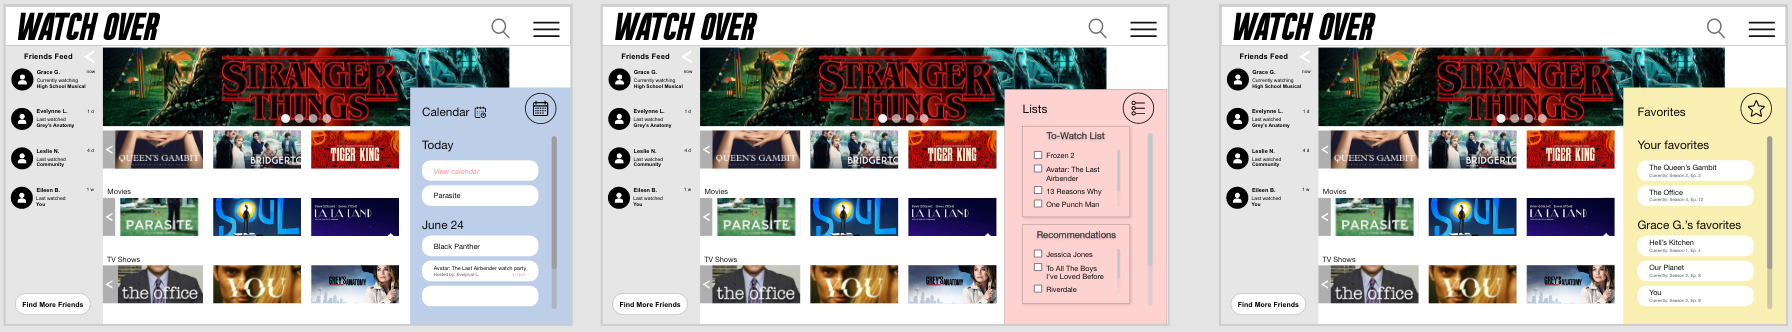 WATCH OVER
Friends Feed
Grace G. now
Currently watching
High School Musical
Evelynne L. 1 d
Last watched
Grey's Anatomy
Leslie N. 4 d
Last watched
Community
Eileen B. 1 w
Last watched
You
Find More Friends
STRANGER
THINGS
QUEEN'S GAMBIT
BRIDGERTO
TIGER KING
Movies
PARASITE
SOUL
LA LA LAND
TV Shows
the office
YOU
GREY'S ANATOMY
Calendar
Today
View calendar
Parasite
June 24
Black Panther
Avatar: The Last Airbender watch party
Hosted by: Evelynne L.
WATCH OVER
Friends Feed
Grace G. now
Currently watching
High School Musical
Evelynne L. 1 d
Last watched
Grey's Anatomy
Leslie N. 4 d
Last watched
Community
Eileen B. 1 w
Last watched
You
Find More Friends
STRANGER
THINGS
QUEEN'S GAMBIT
BRIDGERTO
TIGER KING
Movies
PARASITE
SOUL
LA LA LAND
TV Shows
the office
YOU
GREY'S ANATOMY
Lists
To-Watch List
Frozen 2
Avatar: The Last
Airbender
13 Reasons Why
One Punch Man
Recommendations
Jessica Jones
To All The Boys
I've Loved Before
Riverdale
WATCH OVER
Friends Feed
Grace G. now
Currently watching
High School Musical
Evelynne L. 1 d
Last watched
Grey's Anatomy
Leslie N. 4 d
Last watched
Community
Eileen B. 1 w
Last watched
You
Find More Friends
STRANGER
THINGS
QUEEN'S GAMBIT
BRIDGERTO
TIGER KING
Movies
PARASITE
SOUL
LA LA LAND
TV Shows
the office
YOU
GREY'S ANATOMY
Favorites
Your favorites
The Queen's Gambit
Currently: Season 2, Ep. 3
The Office
Currently: Season 4, Ep. 12
Grace G.'s favorites
Hell's Kitchen
Currently: Season 1, Ep. 4
Our Planet
Currently: Season 2, Ep. 8
You
Currently: Season 2, Ep. 8